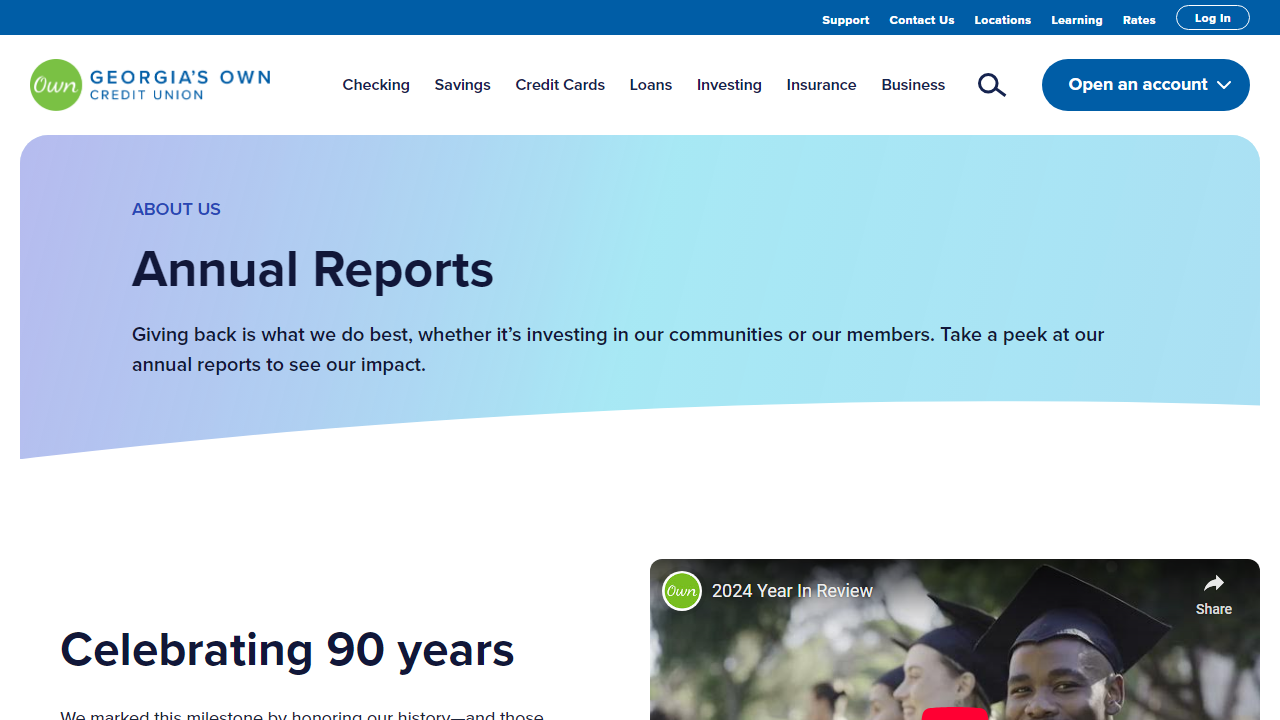 Support Contact Us Locations Learning Rates Log In
Own GEORGIA'S OWN
CREDIT UNION
Checking Savings Credit Cards Loans Investing Insurance Business Open an account
ABOUT US
Annual Reports
Giving back is what we do best, whether it’s investing in our communities or our members. Take a peek at our
annual reports to see our impact.
Own 2024 Year In Review
Share
Celebrating 90 years
We marked this milestone by honoring our history—and those